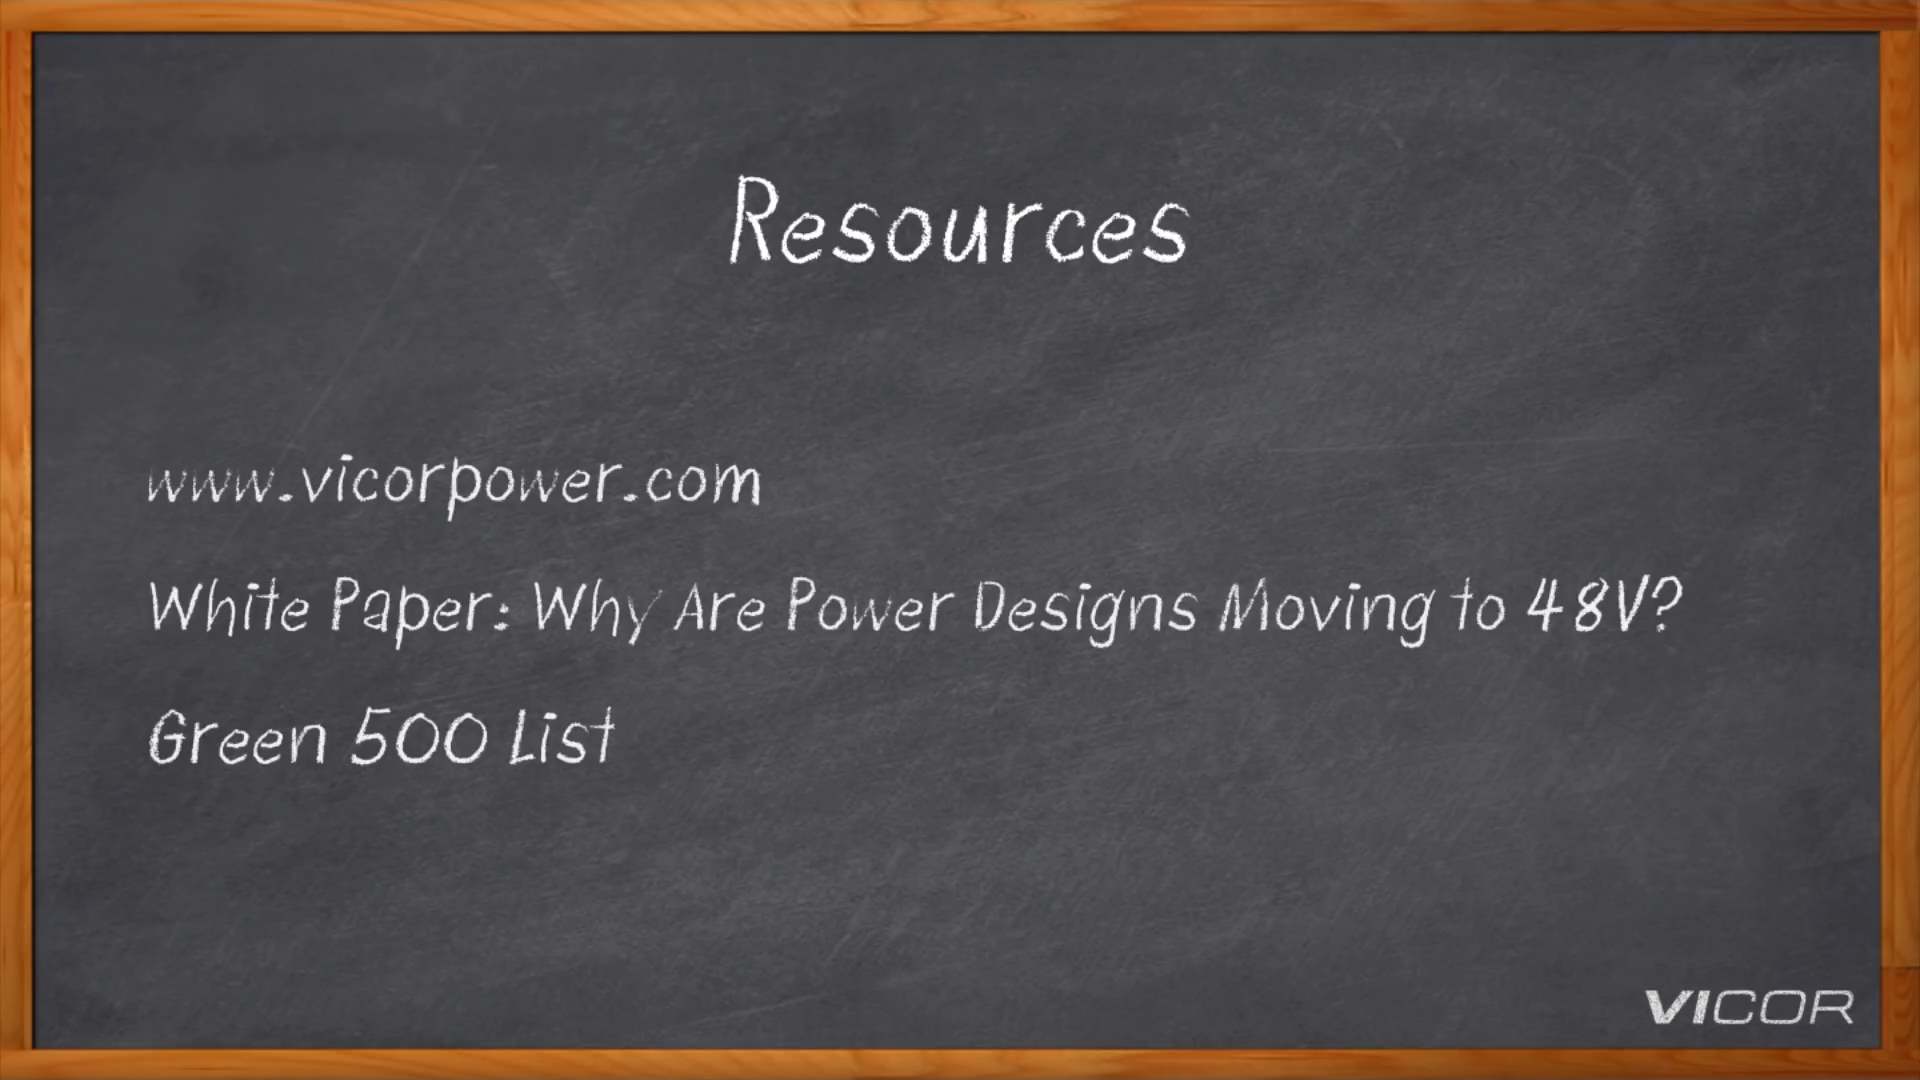 Resources
www.vicorpower.com
White Paper: Why Are Power Designs Moving to 48V?
Green 500 List
VICOR